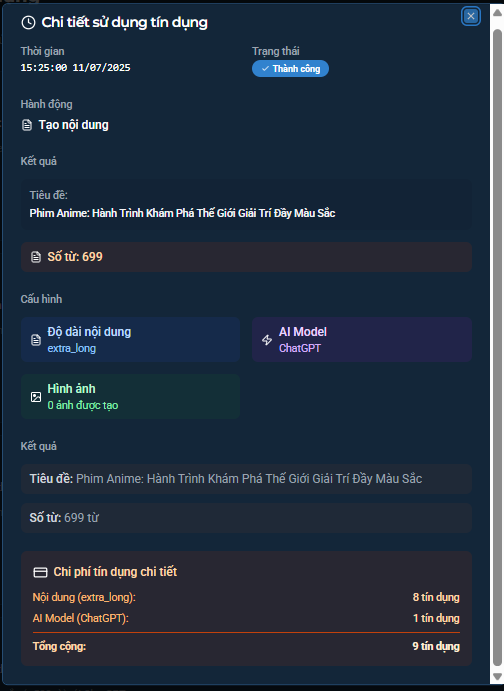 Chi tiết sử dụng tín dụng
Thời gian
Trạng thái
15:25:00 11/07/2025
Thành công
Hành động
Tạo nội dung
Kết quả
Tiêu đề:
Phim Anime: Hành Trình Khám Phá Thế Giới Giải Trí Đầy Màu Sắc
Số từ: 699
Cấu hình
Độ dài nội dung
extra_long
AI Model
ChatGPT
Hình ảnh
0 ảnh được tạo
Kết quả
Tiêu đề: Phim Anime: Hành Trình Khám Phá Thế Giới Giải Trí Đầy Màu Sắc
Số từ: 699 từ
Chi phí tín dụng chi tiết
Nội dung (extra_long): 8 tín dụng
AI Model (ChatGPT): 1 tín dụng
Tổng cộng: 9 tín dụng